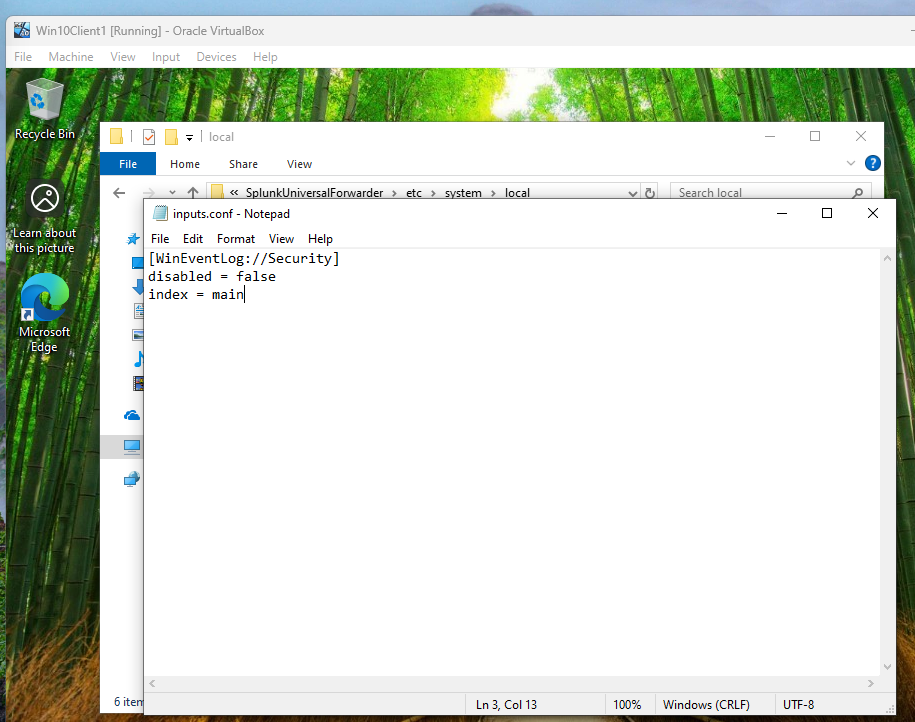 Win10Client1 [Running] - Oracle VirtualBox
File Machine View Input Devices Help
Recycle Bin
Learn about
this picture
Microsoft
Edge
local
File Home Share View
« SplunkUniversalForwarder > etc > system > local
Search local
inputs.conf - Notepad
File Edit Format View Help
[WinEventLog://Security]
disabled = false
index = main
Ln 3, Col 13 100% Windows (CRLF) UTF-8